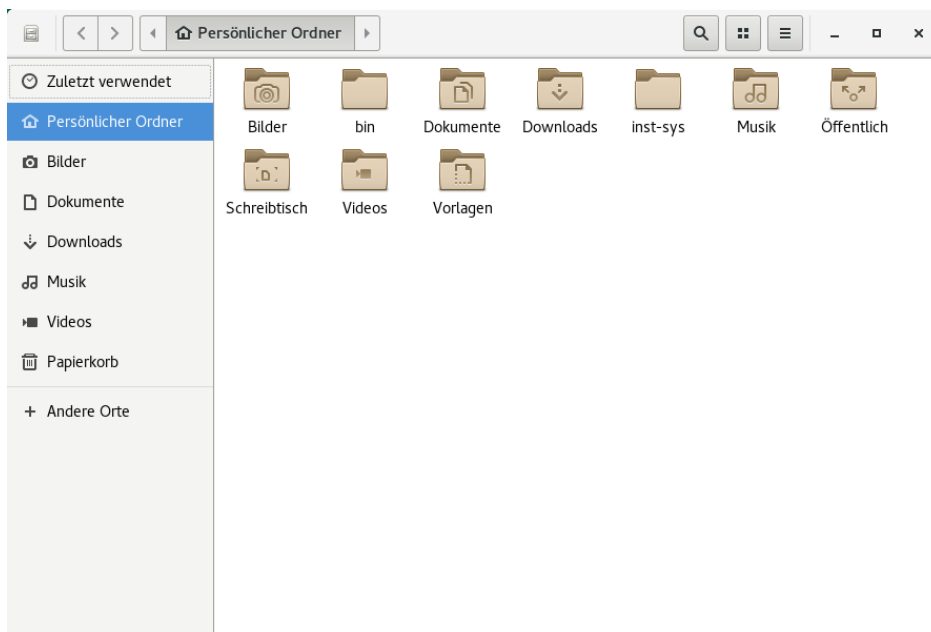 Persönlicher Ordner
Zuletzt verwendet
Persönlicher Ordner
Bilder
Dokumente
Downloads
Musik
Videos
Papierkorb
Andere Orte
Bilder bin Dokumente Downloads inst-sys Musik Öffentlich
Schreibtisch Videos Vorlagen